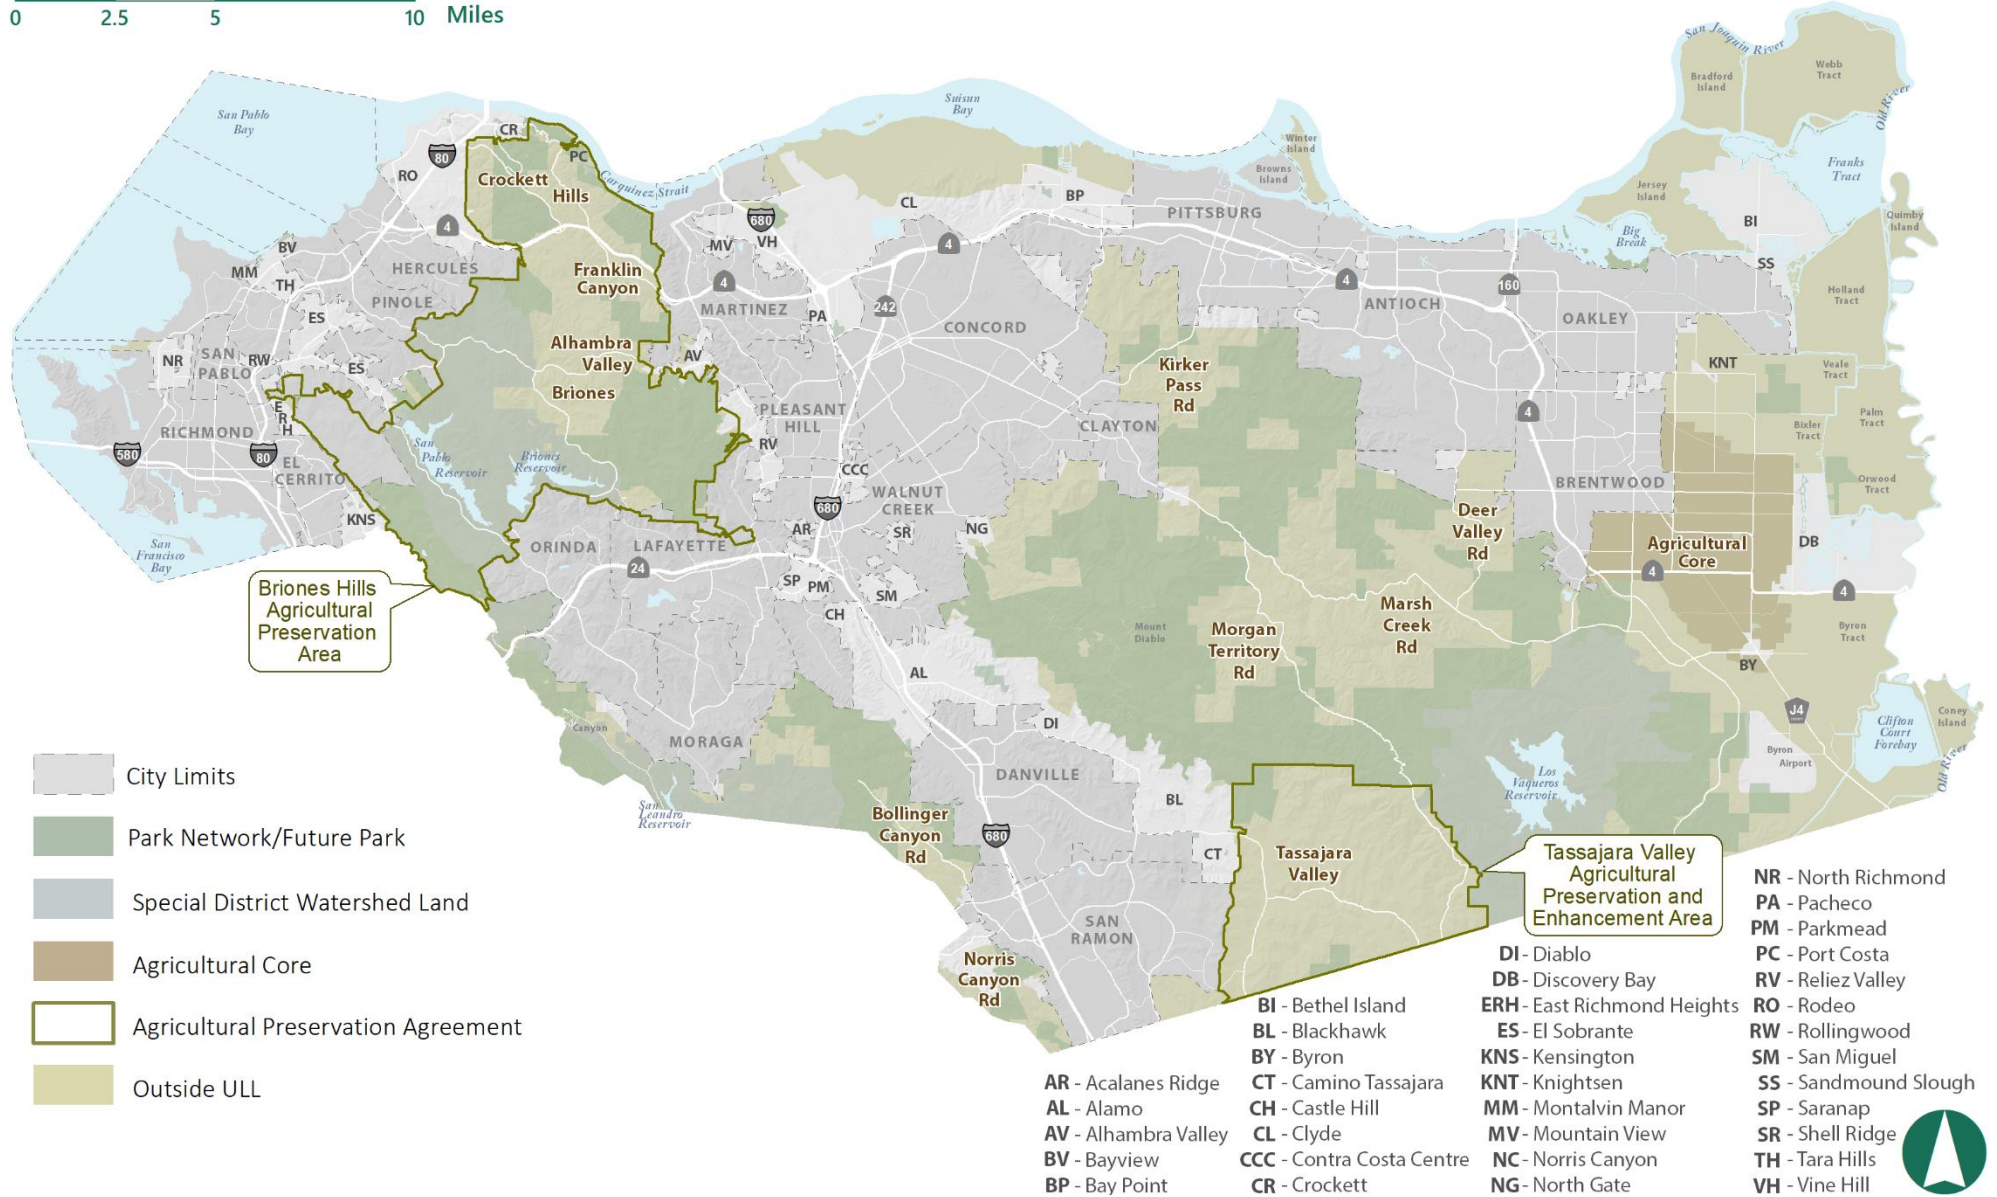 0 2.5 5 10 Miles
San Joaquin River
Bradford
Island
Webb
Tract
Old River
San Pablo
Bay
Suisun
Bay
Winter
Island
Browns
Island
Franks
Tract
Jersey
Island
Quimby
Island
Big
Break
CR
80
PC
RO
Crockett
Hills
Carquinez Strait
4
BV
MM
TH
HERCULES
PINOLE
ES
Franklin
Canyon
680
MV
VH
4
MARTINEZ
PA
CL
4
242
CONCORD
BP
PITTSBURG
4
ANTIOCH
160
OAKLEY
BI
SS
Holland
Tract
NR
SAN
PABLO
RW
ES
Alhambra
Valley
AV
Briones
Kirker
Pass
Rd
KNT
Veale
Tract
Palm
Tract
Bixler
Tract
Orwood
Tract
E
R
H
RICHMOND
580
80
EL
CERRITO
KNS
San
Pablo
Reservoir
Briones
Reservoir
PLEASANT
HILL
RV
CCC
680
WALNUT
CREEK
CLAYTON
4
BRENTWOOD
Deer
Valley
Rd
Agricultural
Core
4
DB
4
Byron
Tract
San
Francisco
Bay
ORINDA
LAFAYETTE
24
AR
SR
NG
SP
PM
SM
CH
Briones Hills
Agricultural
Preservation
Area
Mount
Diablo
Morgan
Territory
Rd
Marsh
Creek
Rd
BY
J4
Clifton
Court
Forebay
Coney
Island
Old River
Byron
Airport
AL
DI
Canyon
MORAGA
San
Leandro
Reservoir
DANVILLE
BL
Los
Vaqueros
Reservoir
Bollinger
Canyon
Rd
680
CT
Tassajara
Valley
Tassajara Valley
Agricultural
Preservation and
Enhancement Area
SAN
RAMON
Norris
Canyon
Rd
City Limits
Park Network/Future Park
Special District Watershed Land
Agricultural Core
Agricultural Preservation Agreement
Outside ULL
AR - Acalanes Ridge
AL - Alamo
AV - Alhambra Valley
BV - Bayview
BP - Bay Point
BI - Bethel Island
BL - Blackhawk
BY - Byron
CT - Camino Tassajara
CH - Castle Hill
CL - Clyde
CCC - Contra Costa Centre
CR - Crockett
DI - Diablo
DB - Discovery Bay
ERH - East Richmond Heights
ES - El Sobrante
KNS - Kensington
KNT - Knightsen
MM - Montalvin Manor
MV - Mountain View
NC - Norris Canyon
NG - North Gate
NR - North Richmond
PA - Pacheco
PM - Parkmead
PC - Port Costa
RV - Reliez Valley
RO - Rodeo
RW - Rollingwood
SM - San Miguel
SS - Sandmound Slough
SP - Saranap
SR - Shell Ridge
TH - Tara Hills
VH - Vine Hill